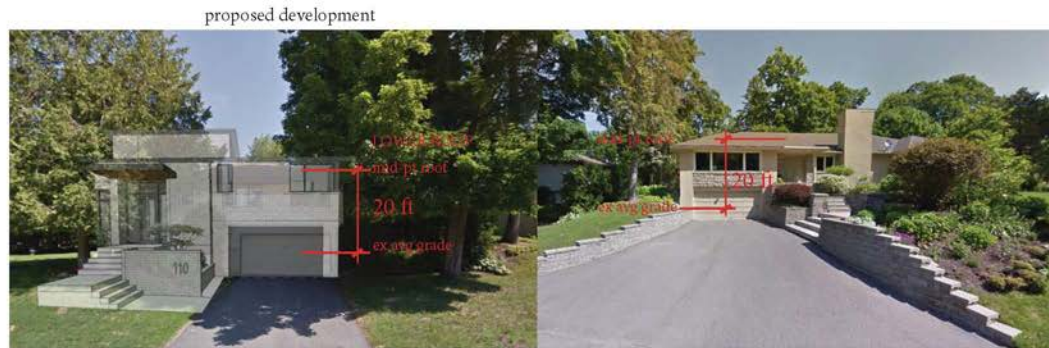 proposed development
mid-pt roof
20 ft
ex avg grade
110
20 ft
ex avg grade